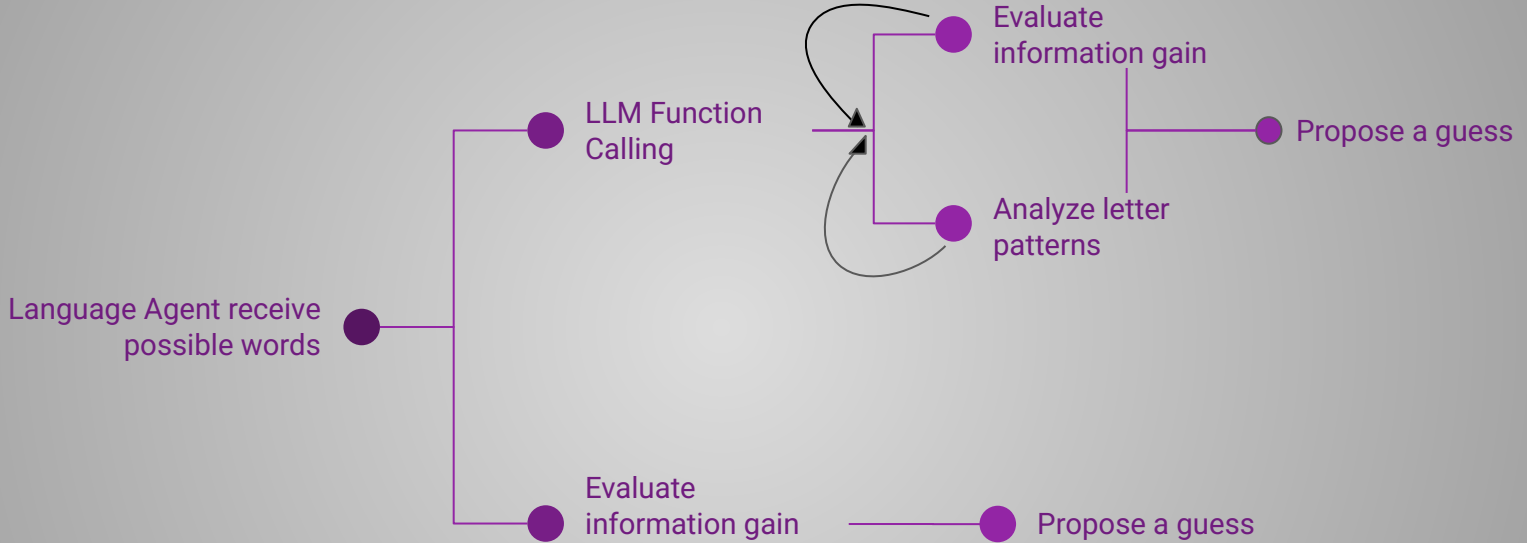 Evaluate
information gain
LLM Function
Calling
Propose a guess
Analyze letter
patterns
Language Agent receive
possible words
Evaluate
information gain
Propose a guess